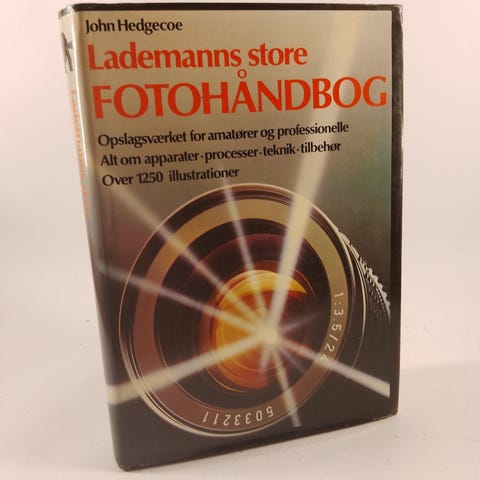 John Hedgecoe
Lademanns store
FOTOHÅNDBOG
Opslagsværket for amatører og professionelle
Alt om apparater · processer · teknik · tilbehør
Over 1250 illustrationer
1:3.5/24
5033211